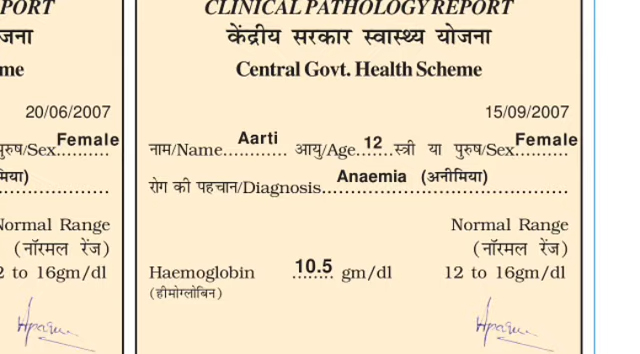 PORT
जना
me
20/06/2007
पुरुष/Sex..........Female
मिया)
Normal Range
(नॉरमल रेंज)
2 to 16gm/dl
CLINICAL PATHOLOGY REPORT
केंद्रीय सरकार स्वास्थ्य योजना
Central Govt. Health Scheme
15/09/2007
नाम/Name............Aarti आयु/Age.......12...स्त्री या पुरुष/Sex..........Female
रोग की पहचान/Diagnosis...Anaemia (अनीमिया)
Normal Range
(नॉरमल रेंज)
Haemoglobin ........10.5 gm/dl 12 to 16gm/dl
(हीमोग्लोबिन)